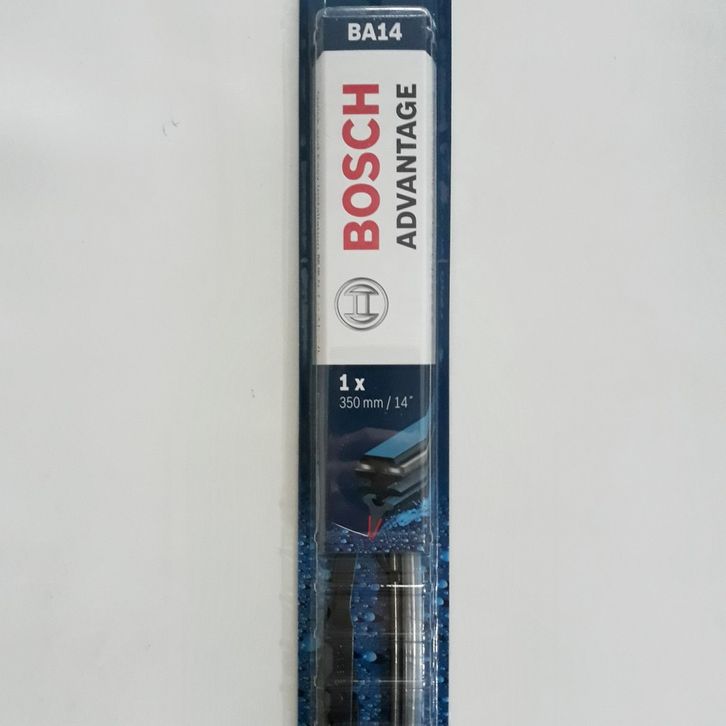 BA14
BOSCH
ADVANTAGE
1 x
350 mm / 14"